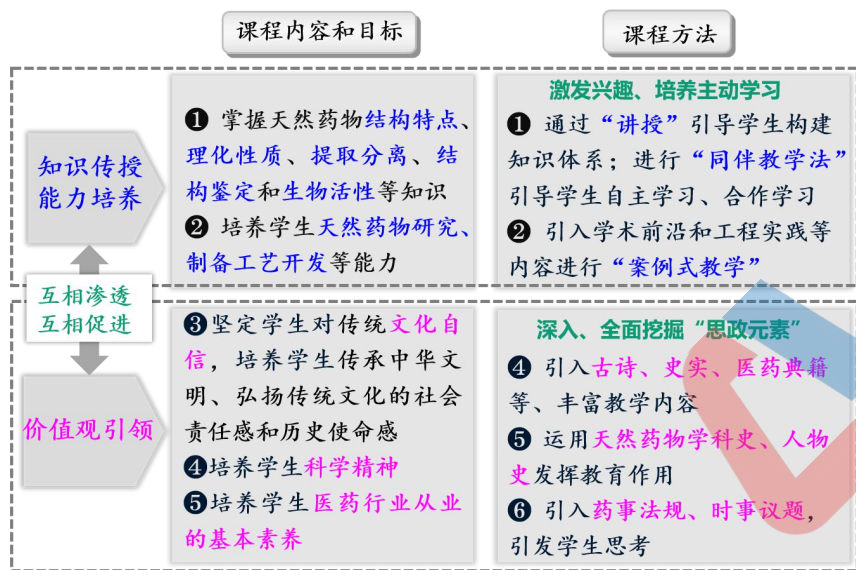 课程内容和目标
课程方法
知识传授
能力培养
❶ 掌握天然药物结构特点、
理化性质、提取分离、结
构鉴定和生物活性等知识
❷ 培养学生天然药物研究、
制备工艺开发等能力
激发兴趣、培养主动学习
❶ 通过“讲授”引导学生构建
知识体系；进行“同伴教学法”
引导学生自主学习、合作学习
❷ 引入学术前沿和工程实践等
内容进行“案例式教学”
互相渗透
互相促进
价值观引领
❸坚定学生对传统文化自
信，培养学生传承中华文
明、弘扬传统文化的社会
责任感和历史使命感
❹培养学生科学精神
❺培养学生医药行业从业
的基本素养
深入、全面挖掘“思政元素”
❹ 引入古诗、史实、医药典籍
等、丰富教学内容
❺ 运用天然药物学科史、人物
史发挥教育作用
❻ 引入药事法规、时事议题，
引发学生思考